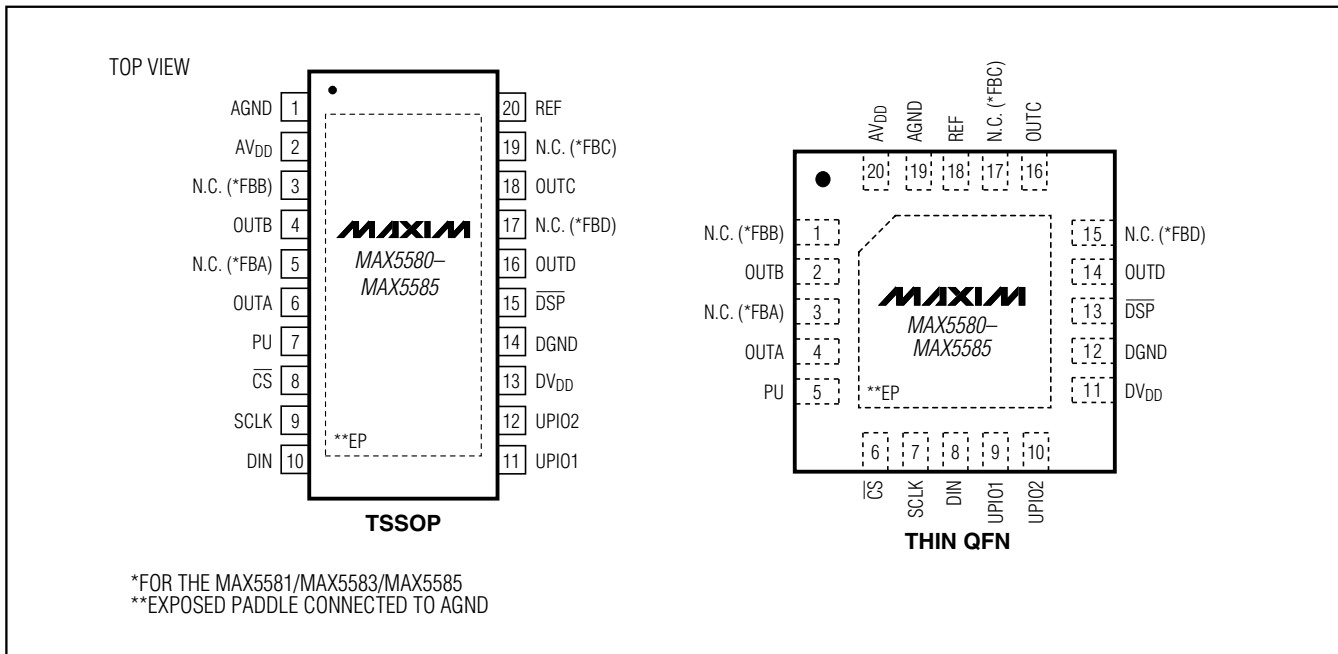 TOP VIEW
AGND 1
AVDD 2
N.C. (*FBB) 3
OUTB 4
N.C. (*FBA) 5
OUTA 6
PU 7
CS 8
SCLK 9
DIN 10
20 REF
19 N.C. (*FBC)
18 OUTC
17 N.C. (*FBD)
16 OUTD
15 DSP
14 DGND
13 DVDD
12 UPIO2
11 UPIO1
MAXIM
MAX5580–
MAX5585
**EP
TSSOP
AVDD
AGND
REF
N.C. (*FBC)
OUTC
20 19 18 17 16
N.C. (*FBB) 1
OUTB 2
N.C. (*FBA) 3
OUTA 4
PU 5
15 N.C. (*FBD)
14 OUTD
13 DSP
12 DGND
11 DVDD
MAXIM
MAX5580–
MAX5585
**EP
6 7 8 9 10
CS
SCLK
DIN
UPIO1
UPIO2
THIN QFN
*FOR THE MAX5581/MAX5583/MAX5585
**EXPOSED PADDLE CONNECTED TO AGND